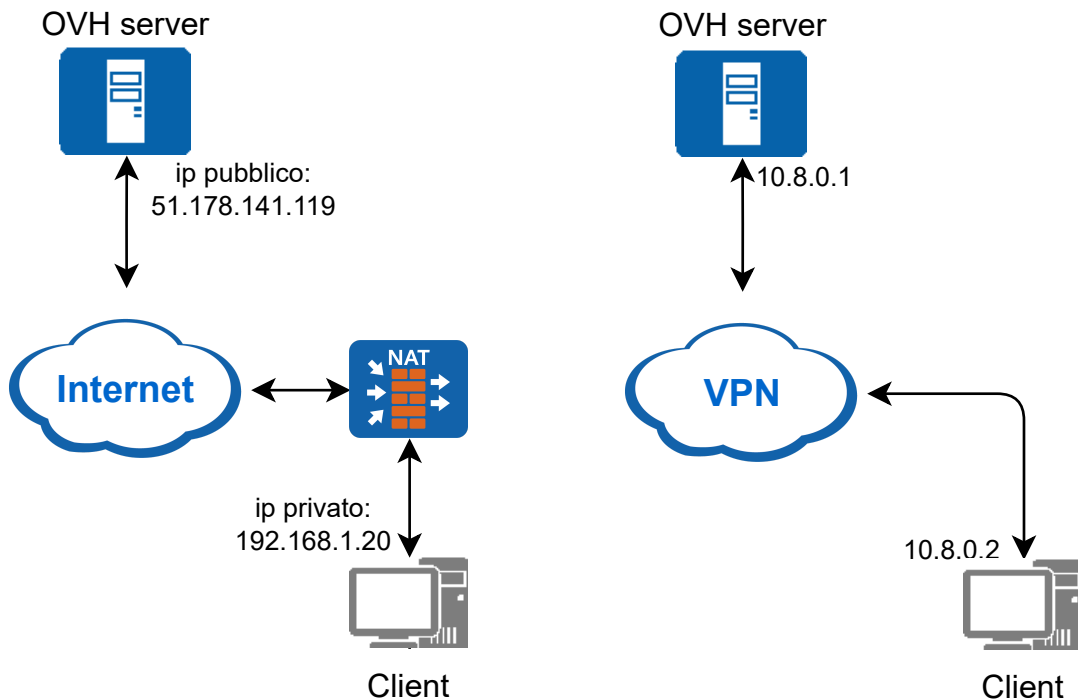 OVH server
ip pubblico:
51.178.141.119
Internet
NAT
ip privato:
192.168.1.20
Client
OVH server
10.8.0.1
VPN
10.8.0.2
Client